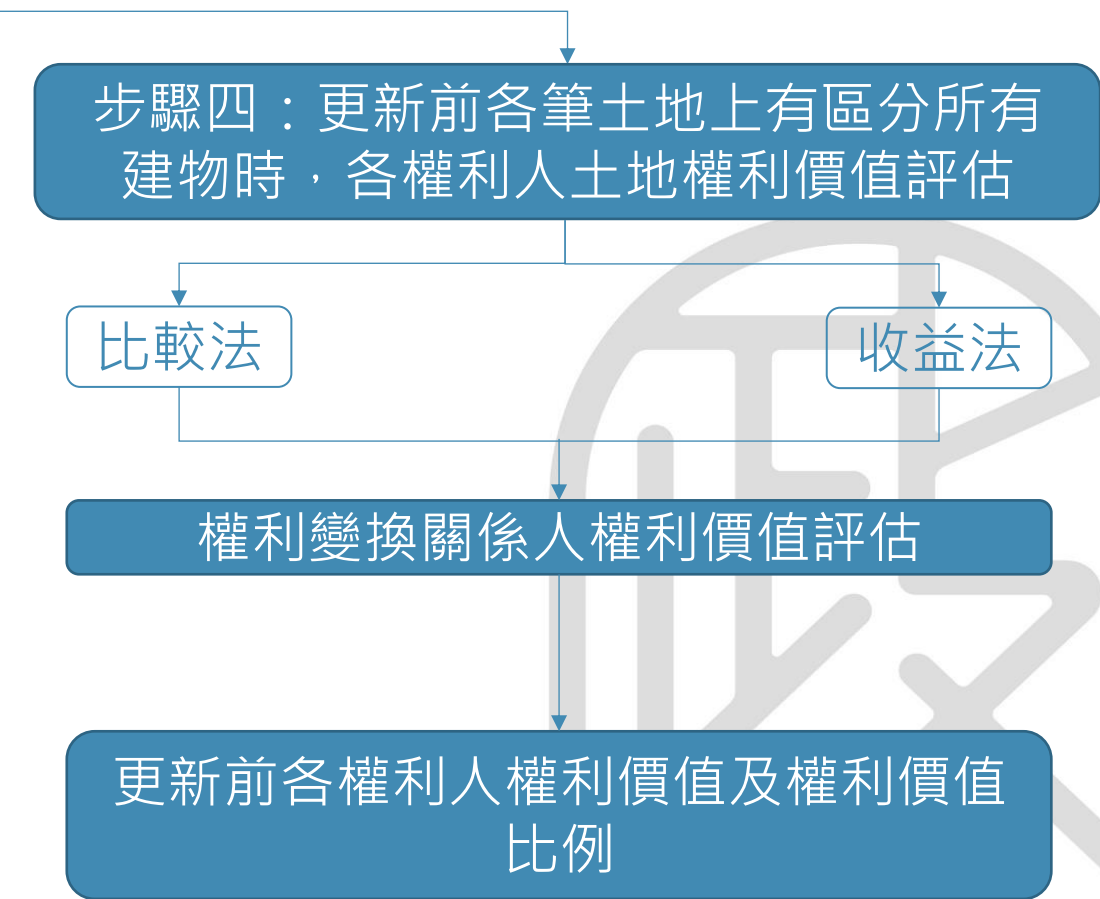 步驟四：更新前各筆土地上有區分所有
建物時，各權利人土地權利價值評估
比較法
收益法
權利變換關係人權利價值評估
更新前各權利人權利價值及權利價值
比例